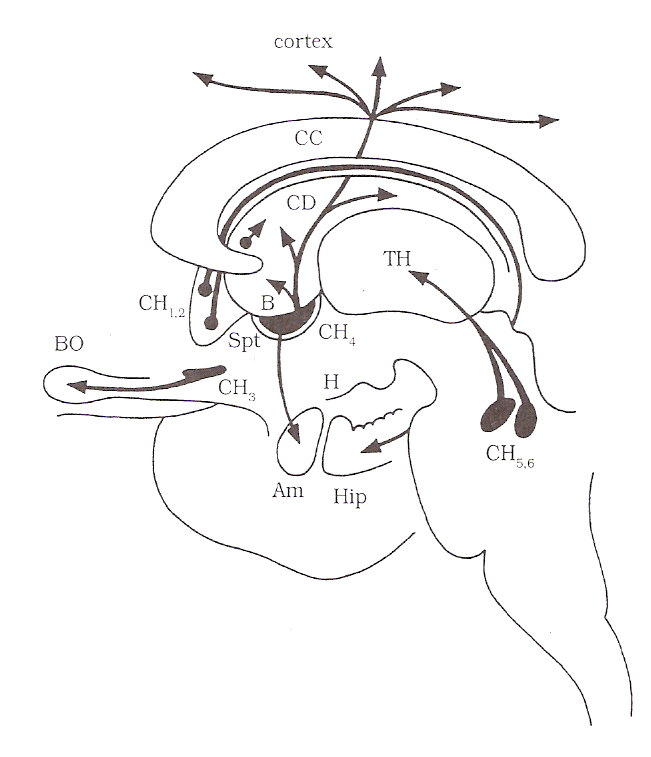 cortex
CC
CD
TH
CH1,2
B
Spt
CH4
BO
CH3
H
CH5,6
Am
Hip